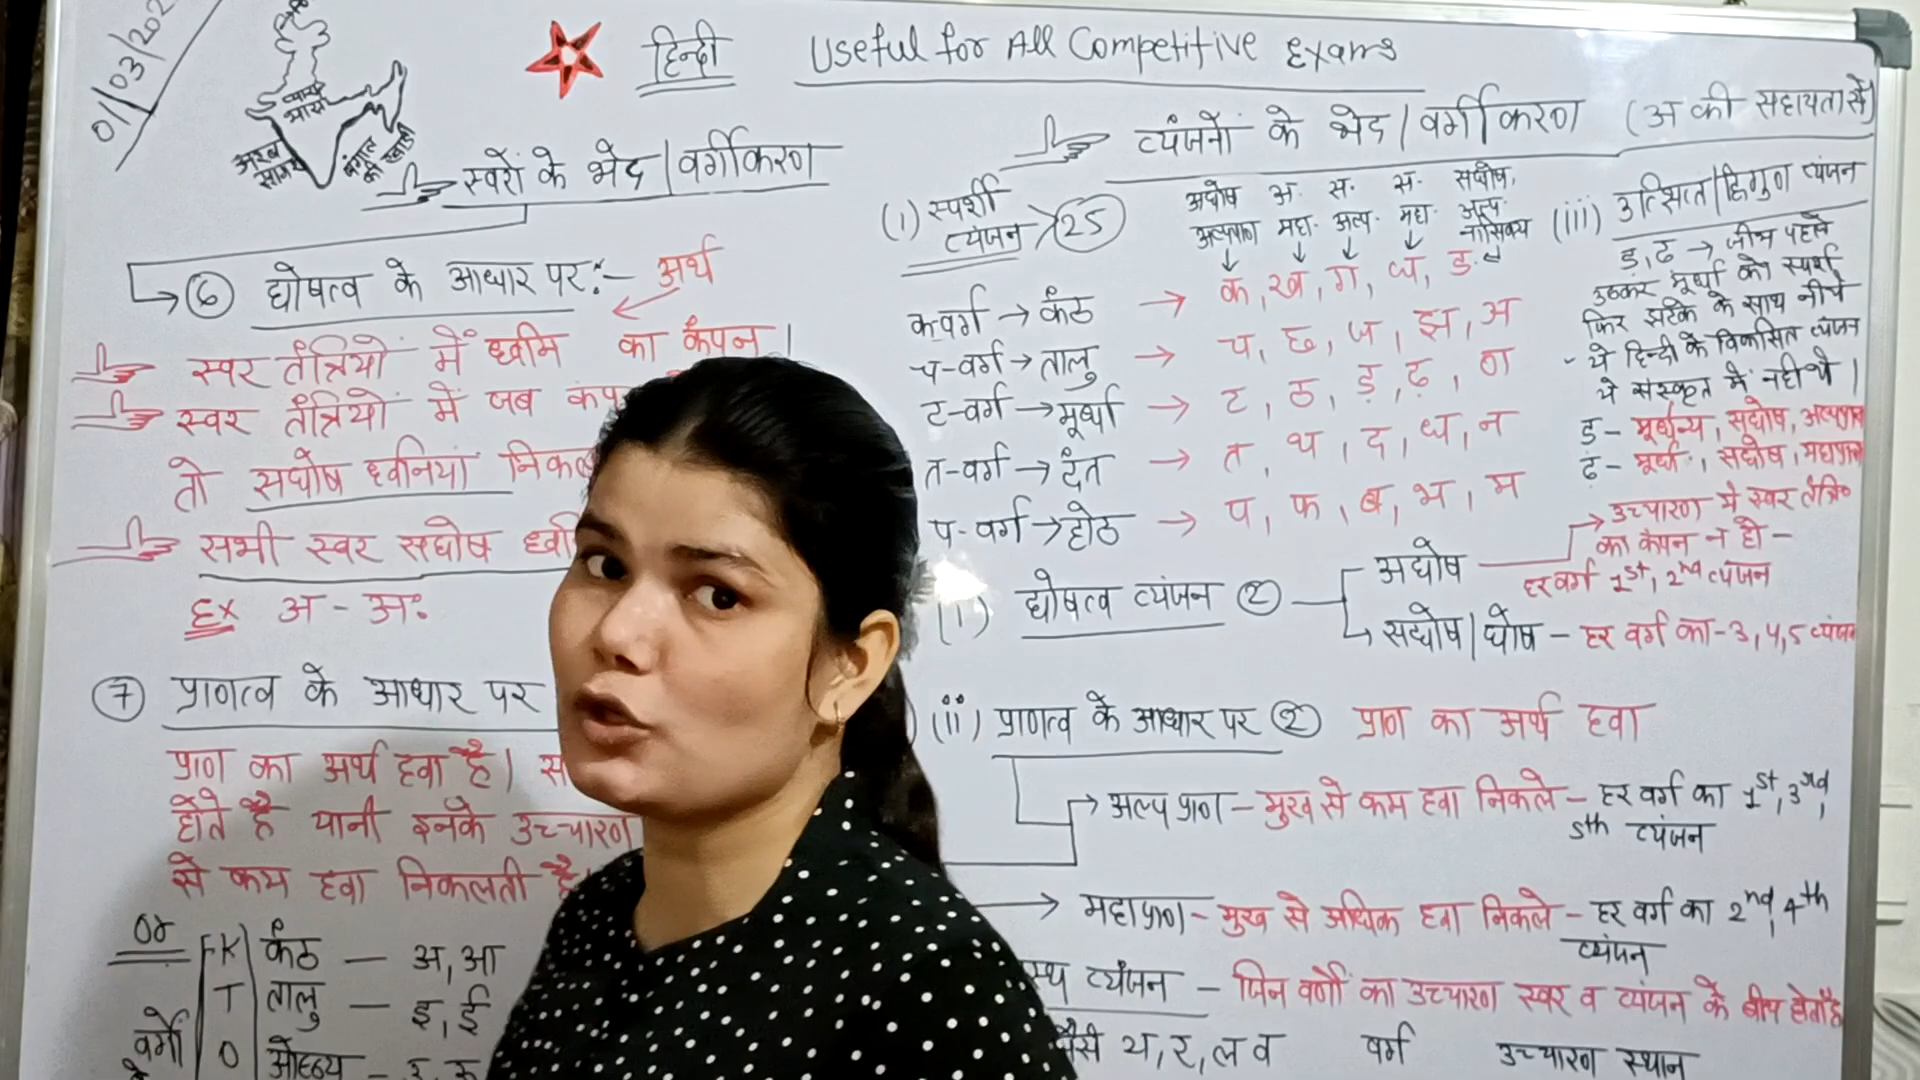 01/03/202
हिन्दी Useful for All Competitive Exams
प्यारा
भारत
अरब
सागर
बंगाल
की खाड़ी
स्वरों के भेद | वर्गीकरण
⑥ घोषत्व के आधार पर :- अर्थ
स्वर तंत्रियों में ध्वनि का कंपन ।
स्वर तंत्रियों में जब कंप
तो सघोष ध्वनियां निकल
सभी स्वर सघोष ध्वनि
Ex अ - अः
⑦ प्राणत्व के आधार पर
प्राण का अर्थ हवा है। स
होते है यानी इनके उच्चारण
से कम हवा निकलती है
or
K कंठ — अ, आ
T तालु — इ, ई
वर्गो O ओष्ठय — उ, ऊ
व्यंजनों के भेद | वर्गीकरण (अ की सहायता से)
(i) स्पर्शी
व्यंजन 25
अघोष अ. स. स. सघोष,
अल्पप्राण महा. अल्प. महा. अल्प.
नासिक्य
क-वर्ग → कंठ → क, ख, ग, घ, ङ
च-वर्ग → तालु → च, छ, ज, झ, ञ
ट-वर्ग → मूर्धा → ट, ठ, ड़, ढ़, ण
त-वर्ग → दंत → त, थ, द, ध, न
प-वर्ग → होठ → प, फ, ब, भ, म
(iii) उत्क्षिप्त | द्विगुण व्यंजन
ड़, ढ़ → जीभ पहले
उठकर मूर्धा को स्पर्श
फिर झटके के साथ नीचे
- ये हिन्दी के विकसित व्यंजन
ये संस्कृत में नही थे ।
ड़ - मूर्धन्य, सघोष, अल्पप्राण
ढ़ - मूर्ध., सघोष, महाप्राण
(i) घोषत्व व्यंजन ②
अघोष → उच्चारण में स्वर तंत्रि०
का कंपन न हो -
हर वर्ग 1st, 2nd व्यंजन
सघोष | घोष - हर वर्ग का - 3, 4, 5 व्यंजन
(ii) प्राणत्व के आधार पर ② प्राण का अर्थ हवा
→ अल्प प्राण - मुख से कम हवा निकले - हर वर्ग का 1st, 3rd,
5th व्यंजन
→ महाप्राण - मुख से अधिक हवा निकले - हर वर्ग का 2nd, 4th
व्यंजन
स्थ व्यंजन - जिन वर्णों का उच्चारण स्वर व व्यंजन के बीच होता है
जैसे य, र, ल व वर्ग उच्चारण स्थान